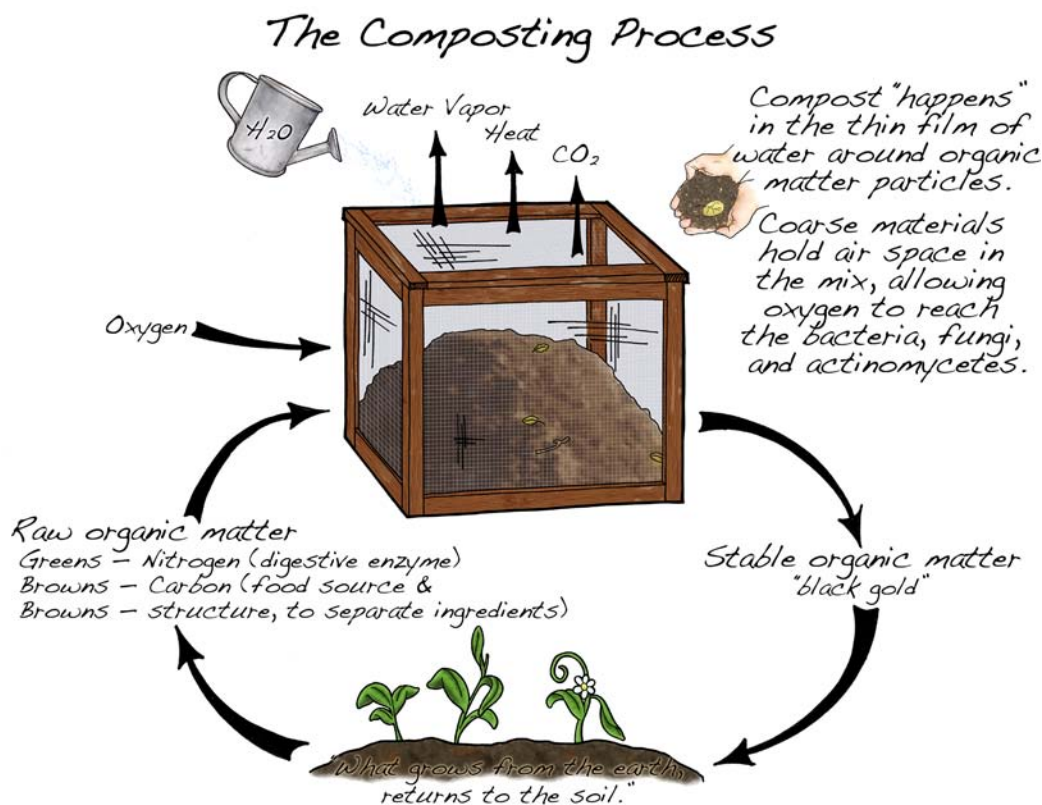 The Composting Process
H2O
Water Vapor
Heat
CO2
Compost "happens"
in the thin film of
water around organic
matter particles.
Coarse materials
hold air space in
the mix, allowing
oxygen to reach
the bacteria, fungi,
and actinomycetes.
Oxygen
Raw organic matter
Greens – Nitrogen (digestive enzyme)
Browns – Carbon (food source &
Browns – structure, to separate ingredients)
Stable organic matter
"black gold"
"What grows from the earth,
returns to the soil."